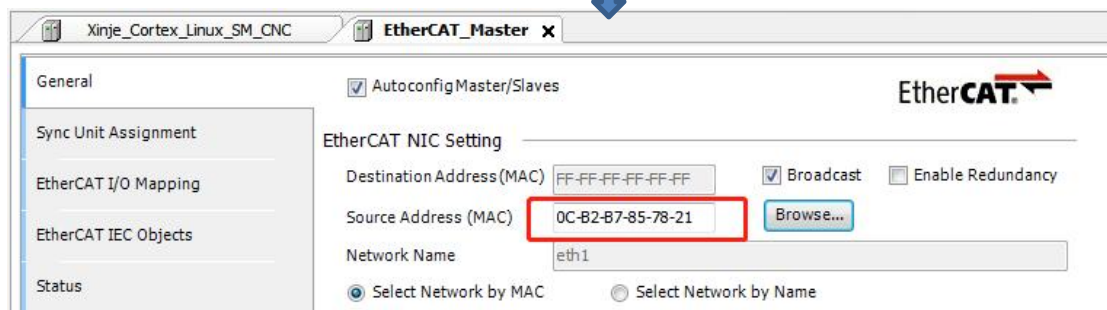 Xinje_Cortex_Linux_SM_CNC EtherCAT_Master x
General
Autoconfig Master/Slaves
EtherCAT.
Sync Unit Assignment
EtherCAT NIC Setting
EtherCAT I/O Mapping
Destination Address (MAC) FF-FF-FF-FF-FF-FF Broadcast Enable Redundancy
Source Address (MAC) 0C-B2-B7-85-78-21 Browse...
EtherCAT IEC Objects
Network Name eth1
Status
Select Network by MAC Select Network by Name